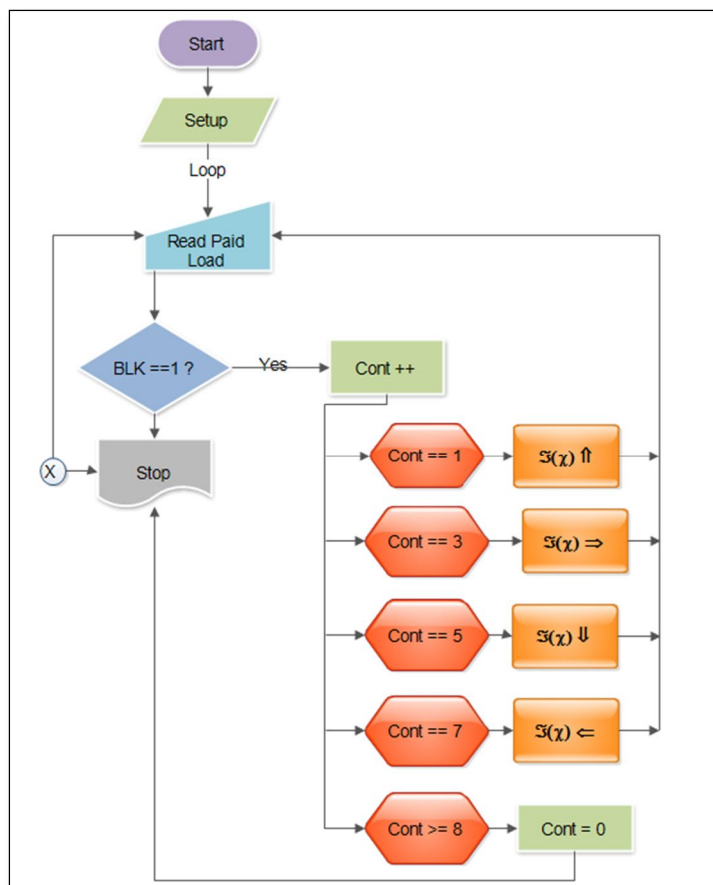 Start
Setup
Loop
Read Paid
Load
BLK ==1 ?
Yes
Cont ++
X
Stop
Cont == 1
ℑ(χ) ⇑
Cont == 3
ℑ(χ) ⇒
Cont == 5
ℑ(χ) ⇓
Cont == 7
ℑ(χ) ⇐
Cont >= 8
Cont = 0